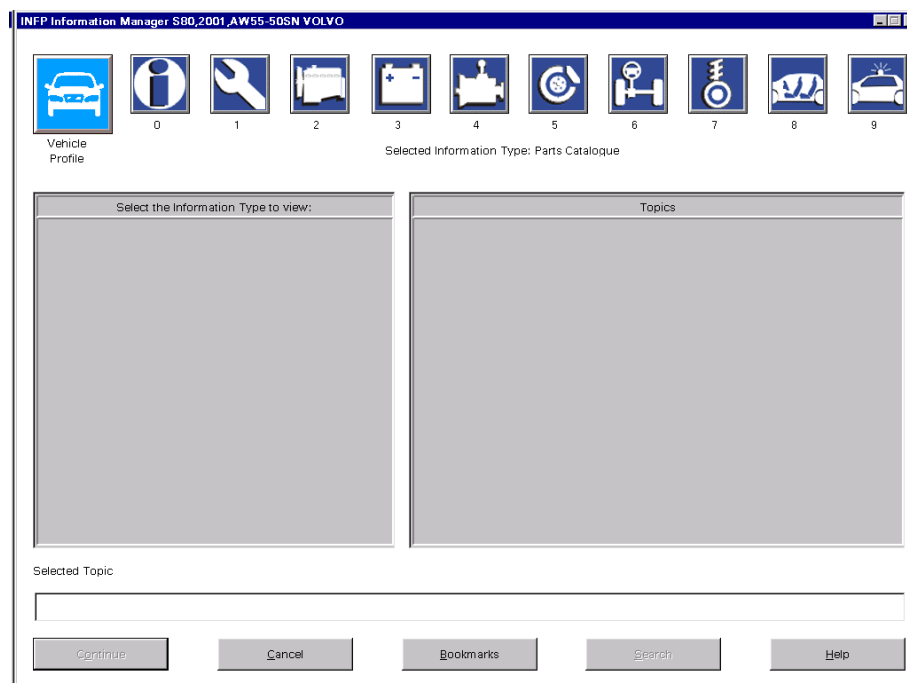 INFP Information Manager S80,2001,AW55-50SN VOLVO
Vehicle
Profile
0 1 2 3 4 5 6 7 8 9
Selected Information Type: Parts Catalogue
Select the Information Type to view: Topics
Selected Topic
Continue Cancel Bookmarks Search Help